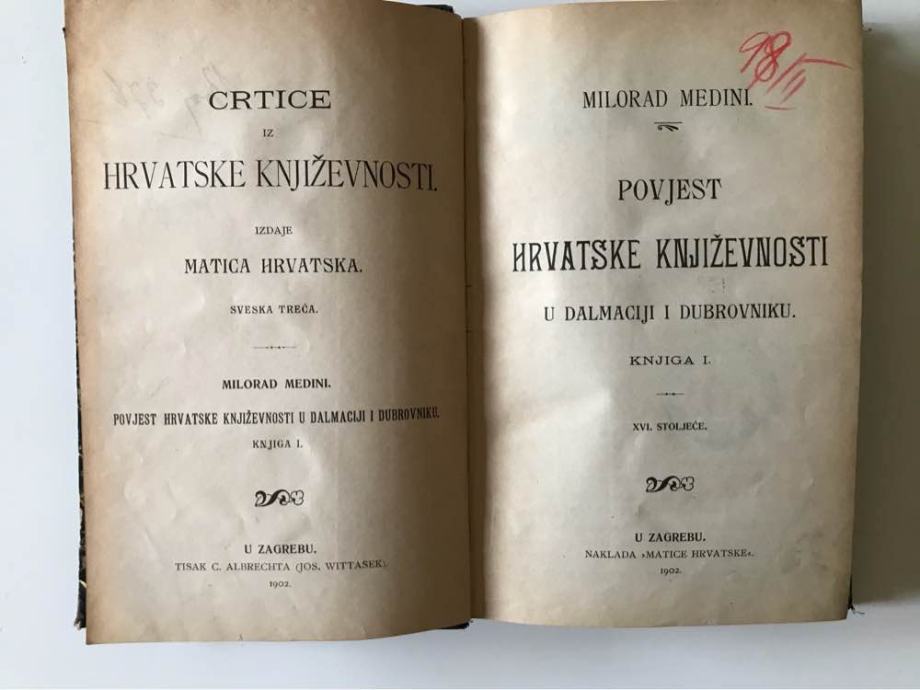 CRTICE
IZ
HRVATSKE KNJIŽEVNOSTI.
IZDAJE
MATICA HRVATSKA.
SVESKA TREĆA.
MILORAD MEDINI.
POVJEST HRVATSKE KNJIŽEVNOSTI U DALMACIJI I DUBROVNIKU.
KNJIGA I.
U ZAGREBU.
TISAK C. ALBRECHTA (JOS. WITTASEK).
1902.
98/II
MILORAD MEDINI.
POVJEST
HRVATSKE KNJIŽEVNOSTI
U DALMACIJI I DUBROVNIKU.
KNJIGA I.
XVI. STOLJEĆE.
U ZAGREBU.
NAKLADA »MATICE HRVATSKE«.
1902.